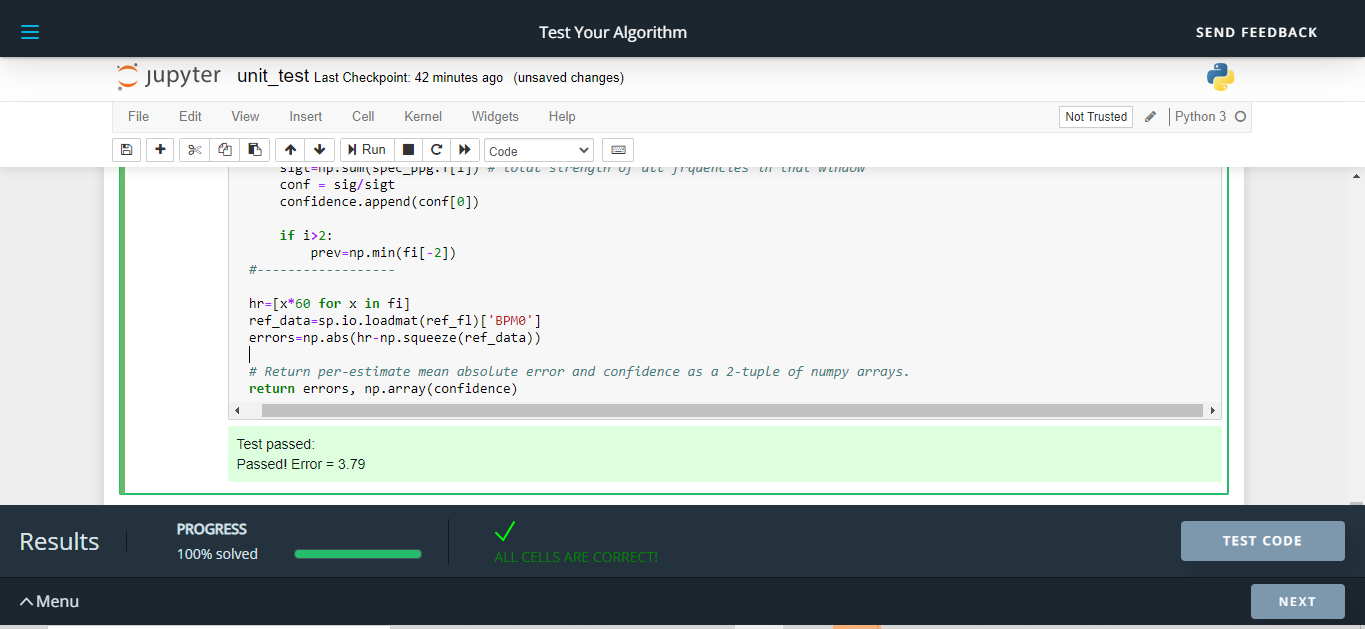 Test Your Algorithm
SEND FEEDBACK
jupyter unit_test Last Checkpoint: 42 minutes ago (unsaved changes)
File Edit View Insert Cell Kernel Widgets Help
Not Trusted Python 3
Run Code
sigt=np.sum(spec_ppg.f[i]) # total strength of all frquencies in that window
conf = sig/sigt
confidence.append(conf[0])
if i>2:
prev=np.min(fi[-2])
#------------------
hr=[x*60 for x in fi]
ref_data=sp.io.loadmat(ref_fl)['BPM0']
errors=np.abs(hr-np.squeeze(ref_data))
# Return per-estimate mean absolute error and confidence as a 2-tuple of numpy arrays.
return errors, np.array(confidence)
Test passed:
Passed! Error = 3.79
Results
PROGRESS
100% solved
ALL CELLS ARE CORRECT!
TEST CODE
Menu
NEXT